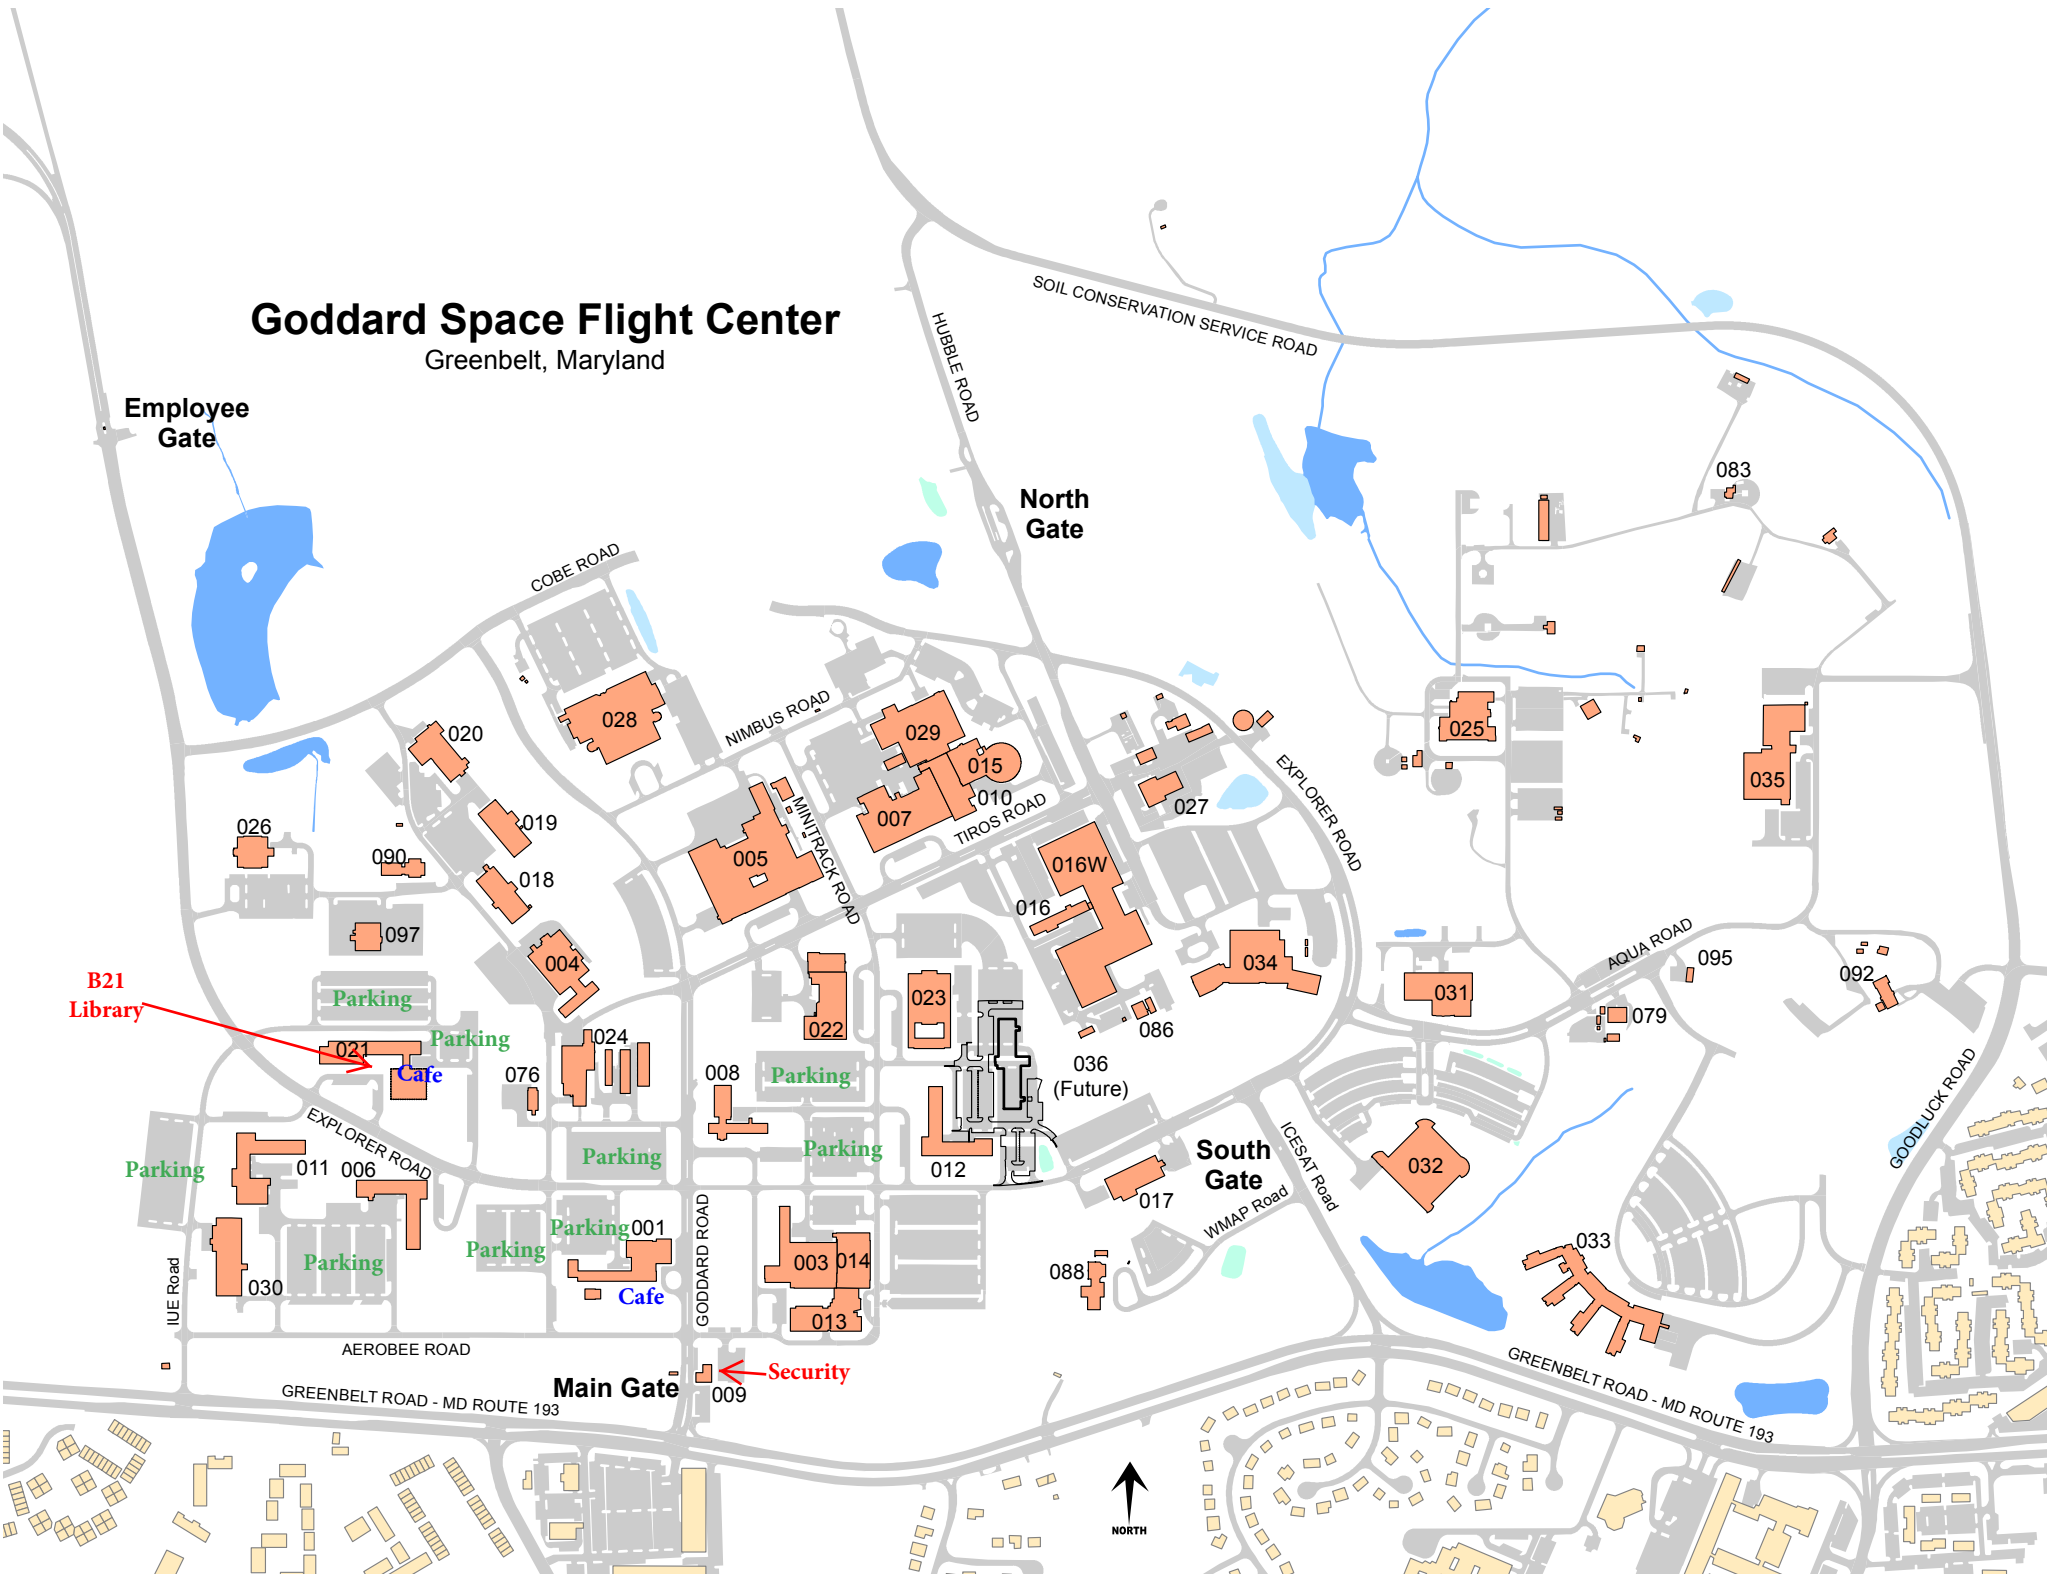 Goddard Space Flight Center
Greenbelt, Maryland
SOIL CONSERVATION SERVICE ROAD
HUBBLE ROAD
Employee
Gate
North
Gate
083
COBE ROAD
NIMBUS ROAD
028
020
029
025
015
035
010
027
EXPLORER ROAD
007
TIROS ROAD
MINITRACK ROAD
019
026
090
005
016W
018
016
097
004
034
AQUA ROAD
095
092
B21
Library
Parking
031
023
022
079
086
Parking
024
021
Cafe
076
008
Parking
036
(Future)
EXPLORER ROAD
GOODLUCK ROAD
ICESAT Road
South
Gate
Parking
Parking
Parking
011
006
012
032
017
WMAP Road
GODDARD ROAD
Parking
001
Parking
Parking
003
014
033
088
030
IUE Road
Cafe
013
AEROBEE ROAD
Main Gate
Security
009
GREENBELT ROAD - MD ROUTE 193
GREENBELT ROAD - MD ROUTE 193
NORTH